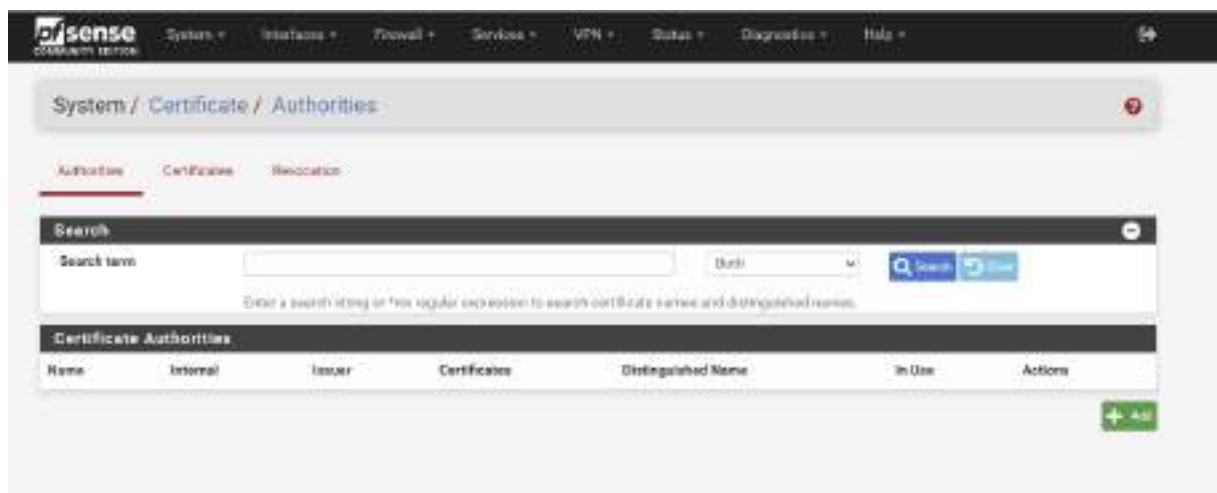 pfsense
COMMUNITY EDITION
System Interfaces Firewall Services VPN Status Diagnostics Help
System / Certificate / Authorities
Authorities Certificates Revocation
Search
Search term Both Search Clear
Enter a search string or *nix regular expression to search certificate names and distinguished names.
Certificate Authorities
Name Internal Issuer Certificates Distinguished Name In Use Actions
Add